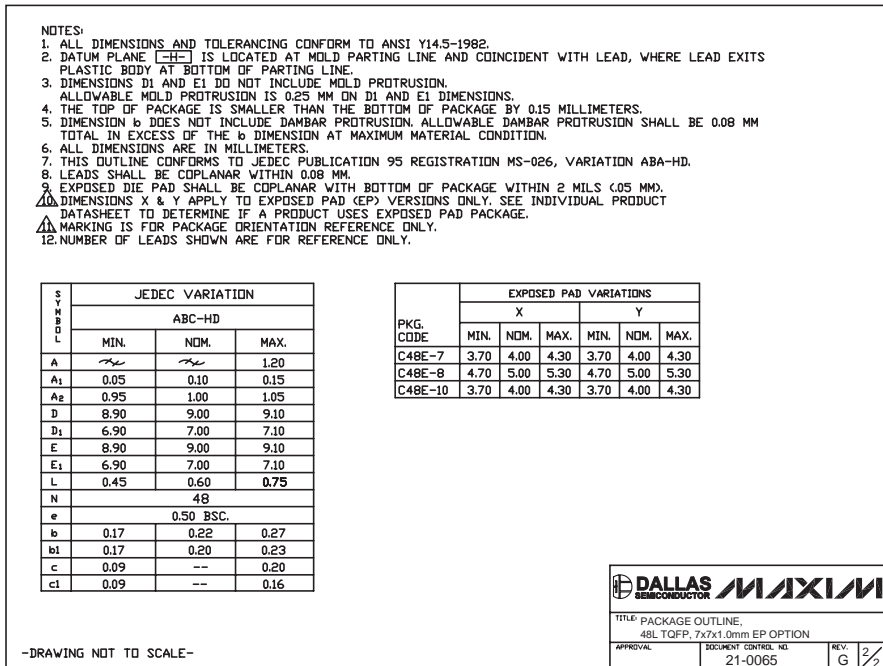 NOTES:
1. ALL DIMENSIONS AND TOLERANCING CONFORM TO ANSI Y14.5-1982.
2. DATUM PLANE -H- IS LOCATED AT MOLD PARTING LINE AND COINCIDENT WITH LEAD, WHERE LEAD EXITS
PLASTIC BODY AT BOTTOM OF PARTING LINE.
3. DIMENSIONS D1 AND E1 DO NOT INCLUDE MOLD PROTRUSION.
ALLOWABLE MOLD PROTRUSION IS 0.25 MM ON D1 AND E1 DIMENSIONS.
4. THE TOP OF PACKAGE IS SMALLER THAN THE BOTTOM OF PACKAGE BY 0.15 MILLIMETERS.
5. DIMENSION b DOES NOT INCLUDE DAMBAR PROTRUSION. ALLOWABLE DAMBAR PROTRUSION SHALL BE 0.08 MM
TOTAL IN EXCESS OF THE b DIMENSION AT MAXIMUM MATERIAL CONDITION.
6. ALL DIMENSIONS ARE IN MILLIMETERS.
7. THIS OUTLINE CONFORMS TO JEDEC PUBLICATION 95 REGISTRATION MS-026, VARIATION ABA-HD.
8. LEADS SHALL BE COPLANAR WITHIN 0.08 MM.
9. EXPOSED DIE PAD SHALL BE COPLANAR WITH BOTTOM OF PACKAGE WITHIN 2 MILS (.05 MM).
10. DIMENSIONS X & Y APPLY TO EXPOSED PAD (EP) VERSIONS ONLY. SEE INDIVIDUAL PRODUCT
DATASHEET TO DETERMINE IF A PRODUCT USES EXPOSED PAD PACKAGE.
11. MARKING IS FOR PACKAGE ORIENTATION REFERENCE ONLY.
12. NUMBER OF LEADS SHOWN ARE FOR REFERENCE ONLY.
SYMBOL JEDEC VARIATION
ABC-HD
MIN. NOM. MAX.
A 1.20
A1 0.05 0.10 0.15
A2 0.95 1.00 1.05
D 8.90 9.00 9.10
D1 6.90 7.00 7.10
E 8.90 9.00 9.10
E1 6.90 7.00 7.10
L 0.45 0.60 0.75
N 48
e 0.50 BSC.
b 0.17 0.22 0.27
b1 0.17 0.20 0.23
c 0.09 -- 0.20
c1 0.09 -- 0.16
EXPOSED PAD VARIATIONS
PKG. CODE X Y
MIN. NOM. MAX. MIN. NOM. MAX.
C48E-7 3.70 4.00 4.30 3.70 4.00 4.30
C48E-8 4.70 5.00 5.30 4.70 5.00 5.30
C48E-10 3.70 4.00 4.30 3.70 4.00 4.30
DALLAS SEMICONDUCTOR MAXIM
TITLE: PACKAGE OUTLINE,
48L TQFP, 7x7x1.0mm EP OPTION
APPROVAL DOCUMENT CONTROL NO. REV.
21-0065 G 2/2
-DRAWING NOT TO SCALE-